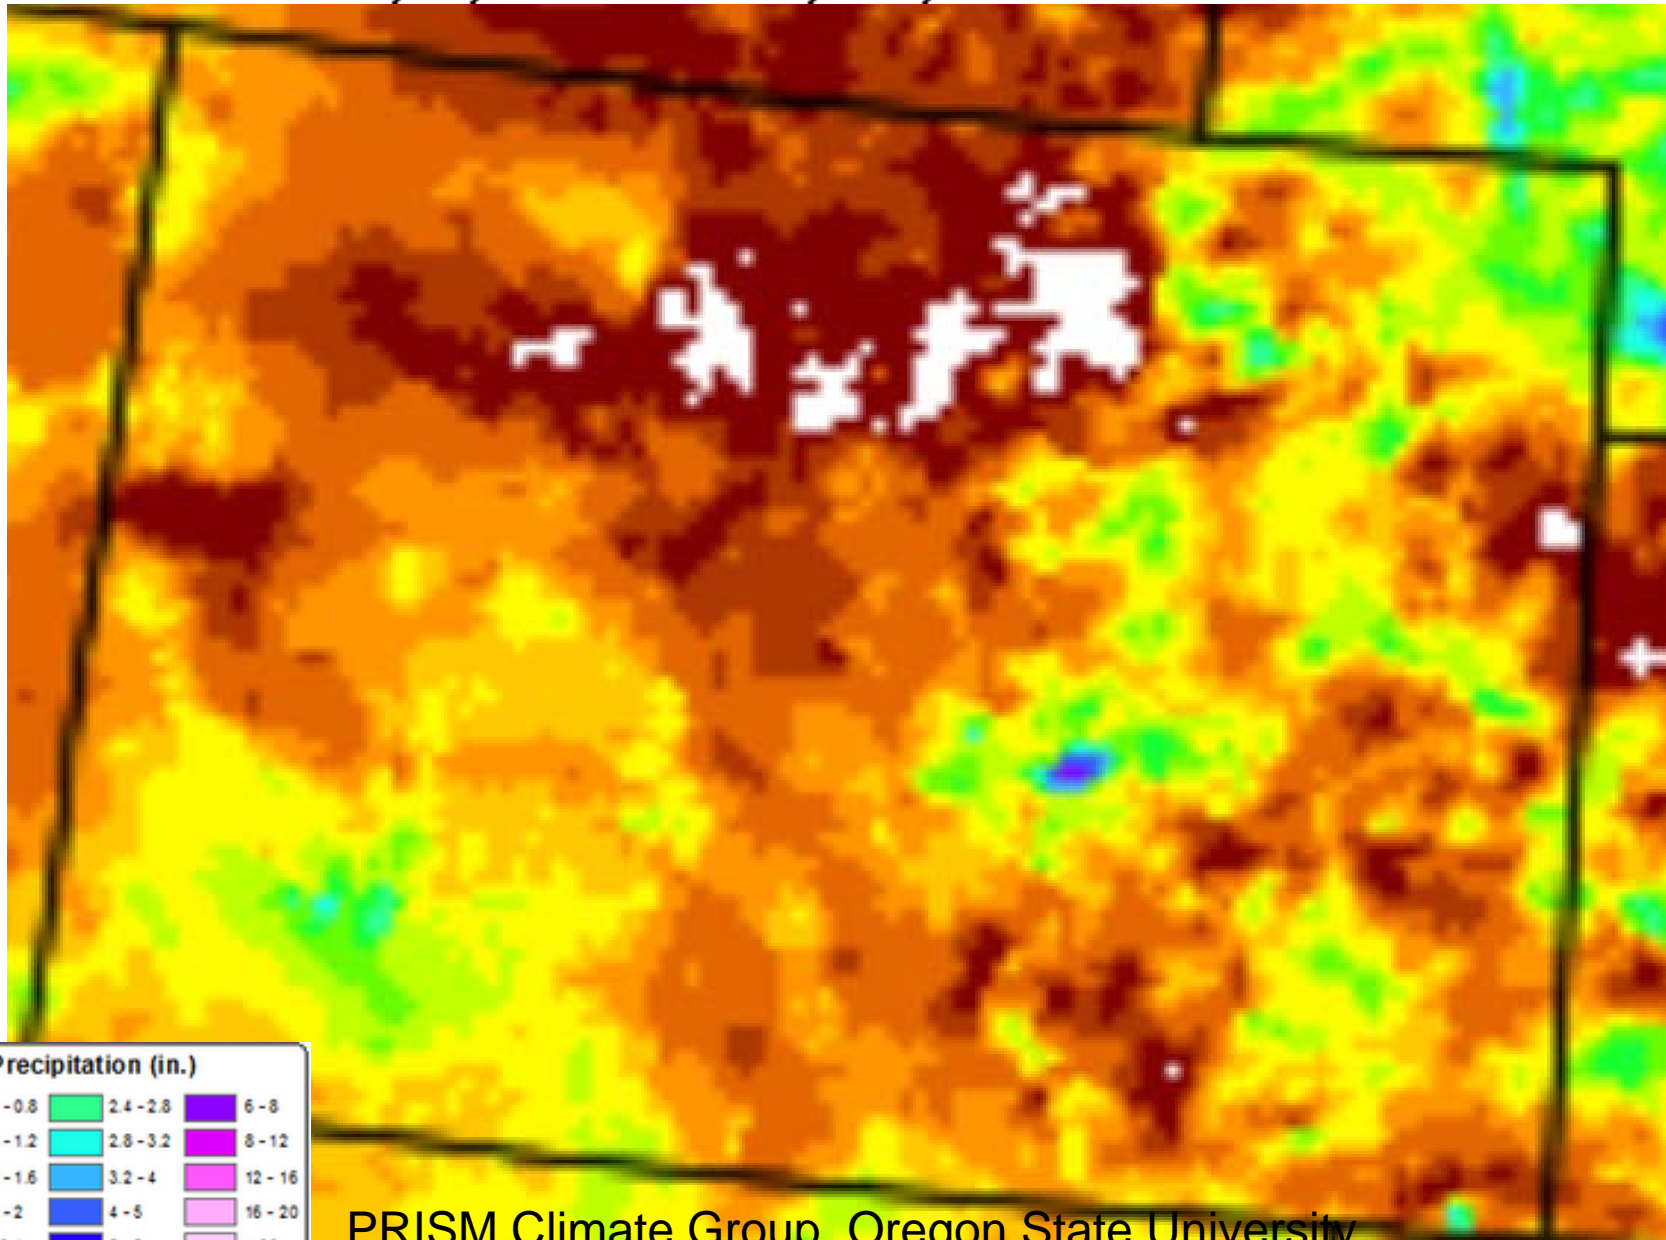 Precipitation (in.)
- 0.8 2.4 - 2.8 6 - 8
- 1.2 2.8 - 3.2 8 - 12
- 1.6 3.2 - 4 12 - 16
- 2 4 - 5 16 - 20
PRISM Climate Group, Oregon State University